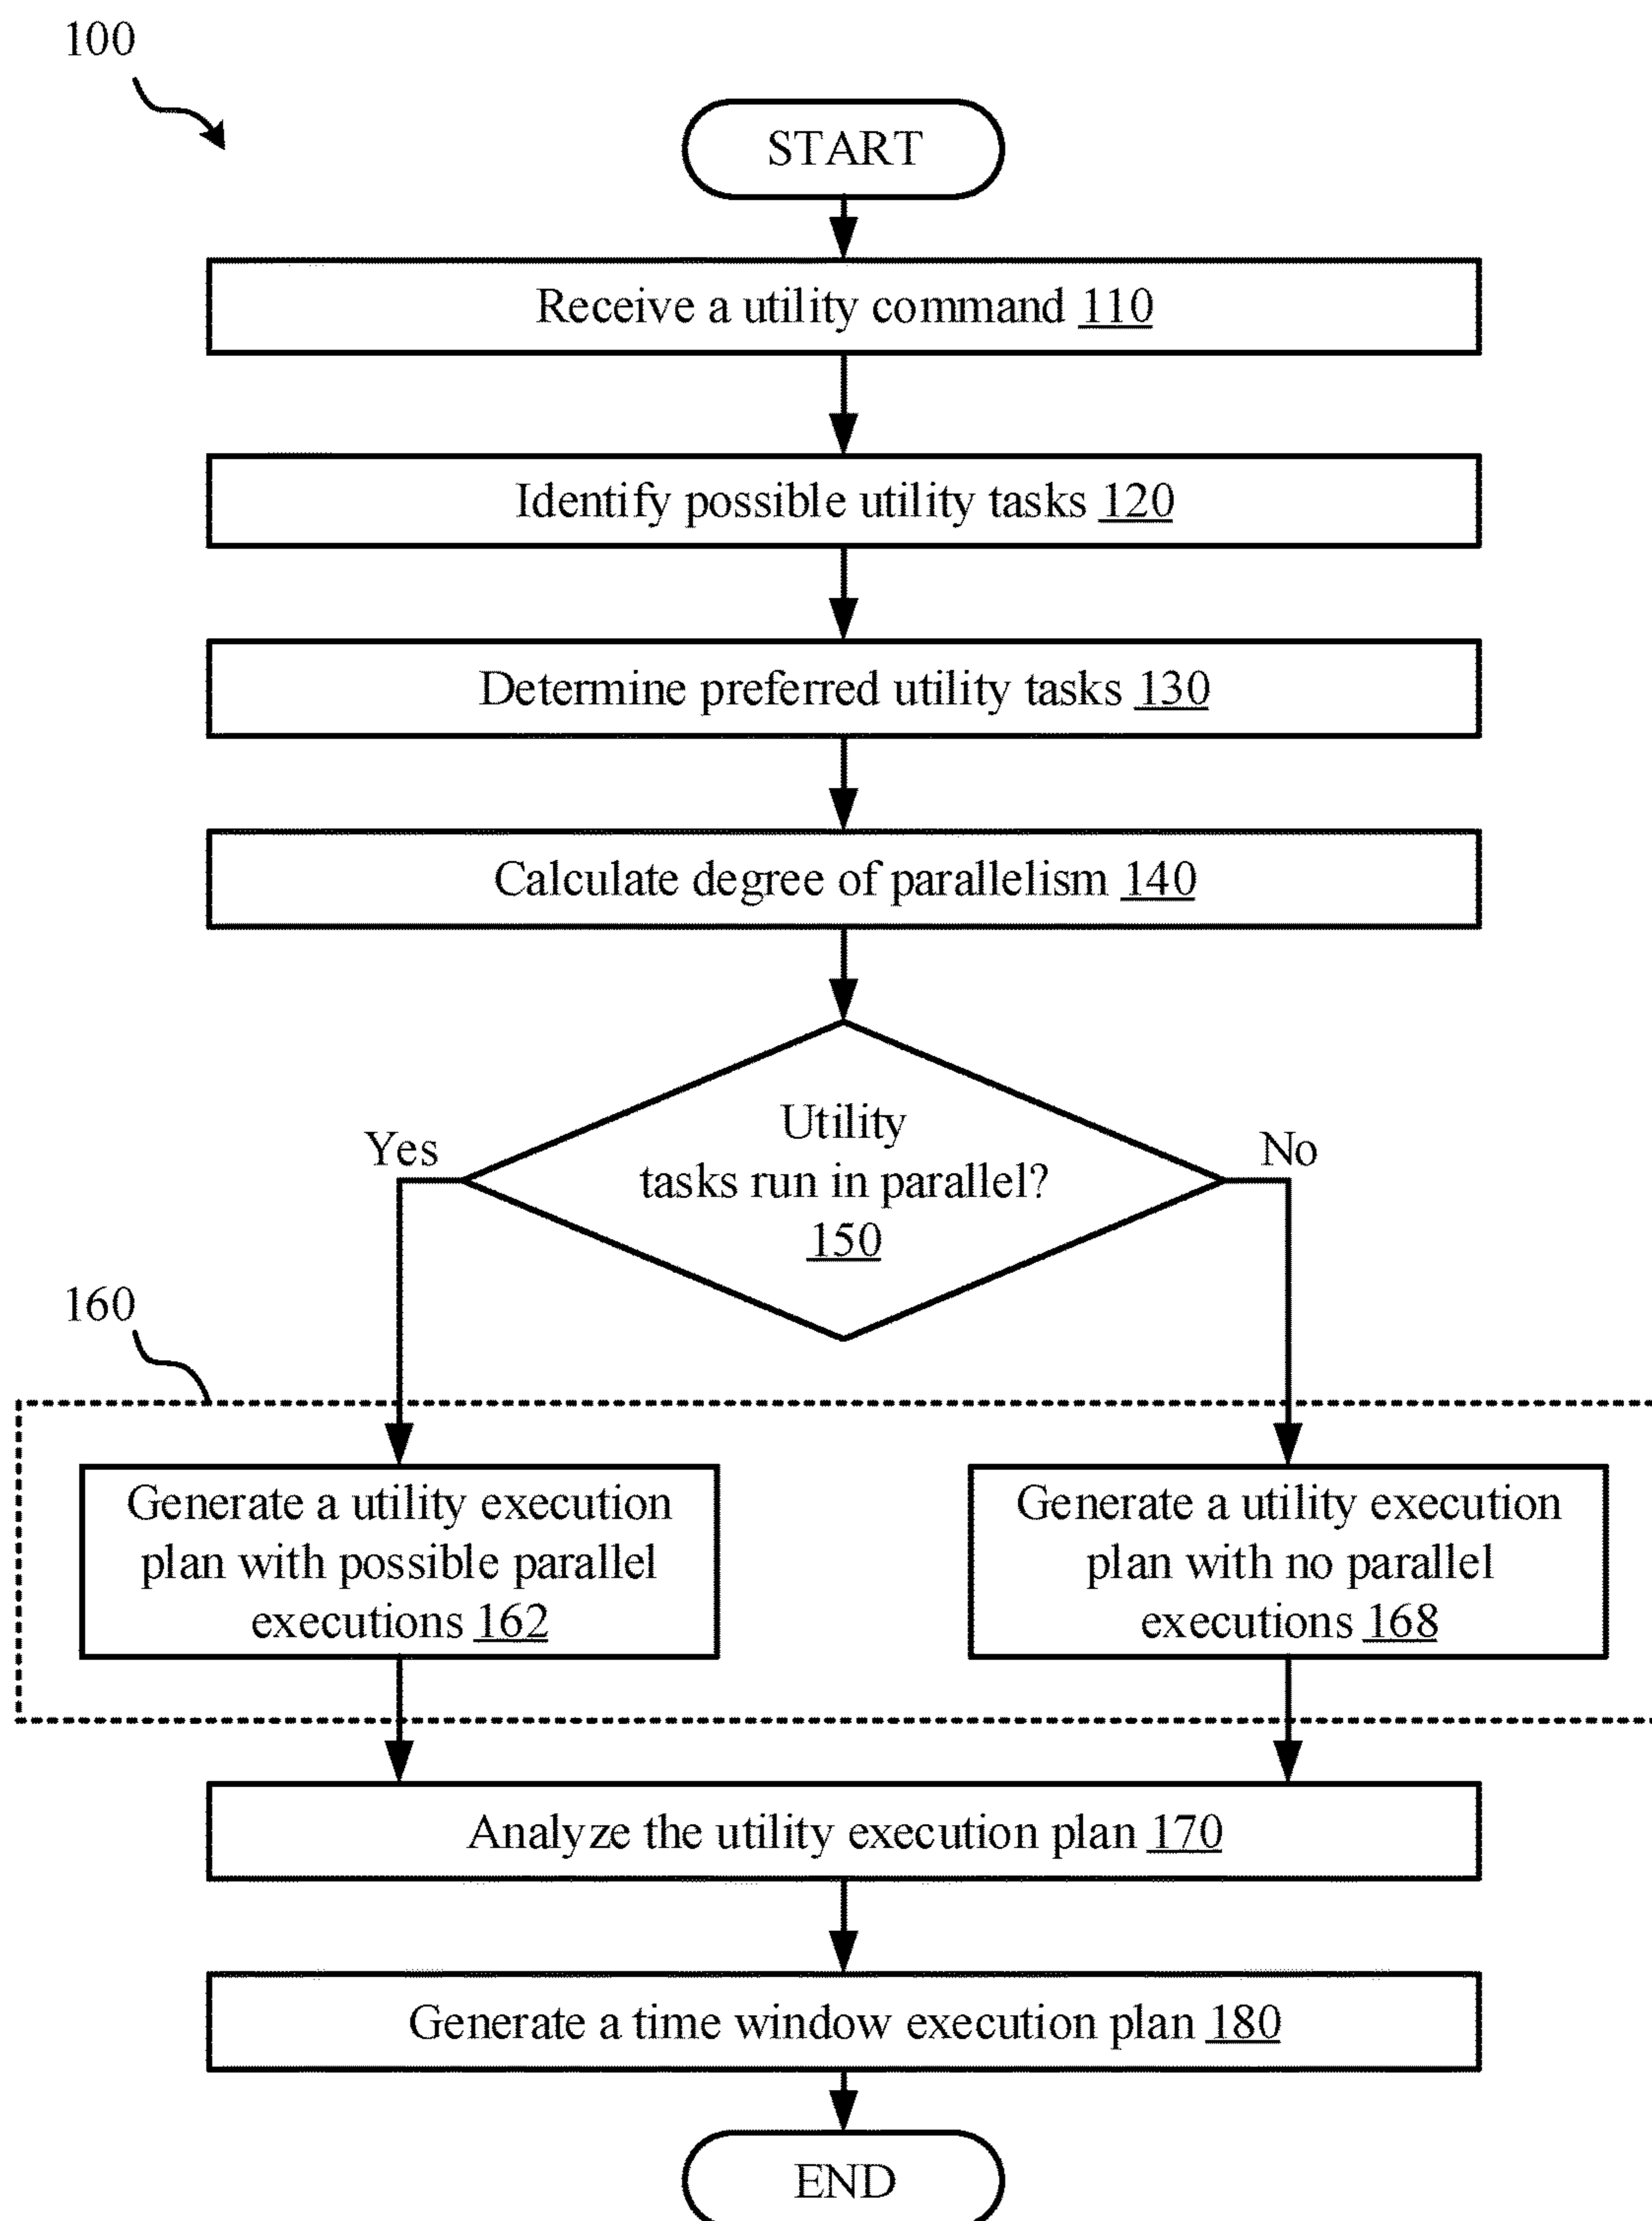 100
START
Receive a utility command 110
Identify possible utility tasks 120
Determine preferred utility tasks 130
Calculate degree of parallelism 140
Utility
tasks run in parallel?
150
Yes
No
160
Generate a utility execution
plan with possible parallel
executions 162
Generate a utility execution
plan with no parallel
executions 168
Analyze the utility execution plan 170
Generate a time window execution plan 180
END